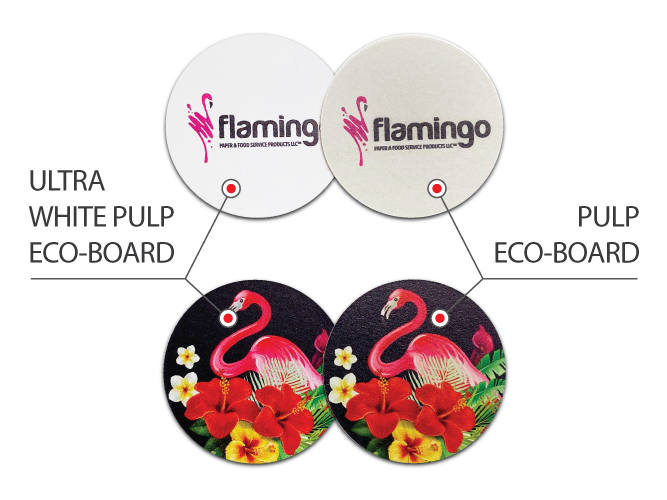 flamingo
PAPER & FOOD SERVICE PRODUCTS LLC™
flamingo
PAPER & FOOD SERVICE PRODUCTS LLC™
ULTRA
WHITE PULP
ECO-BOARD
PULP
ECO-BOARD